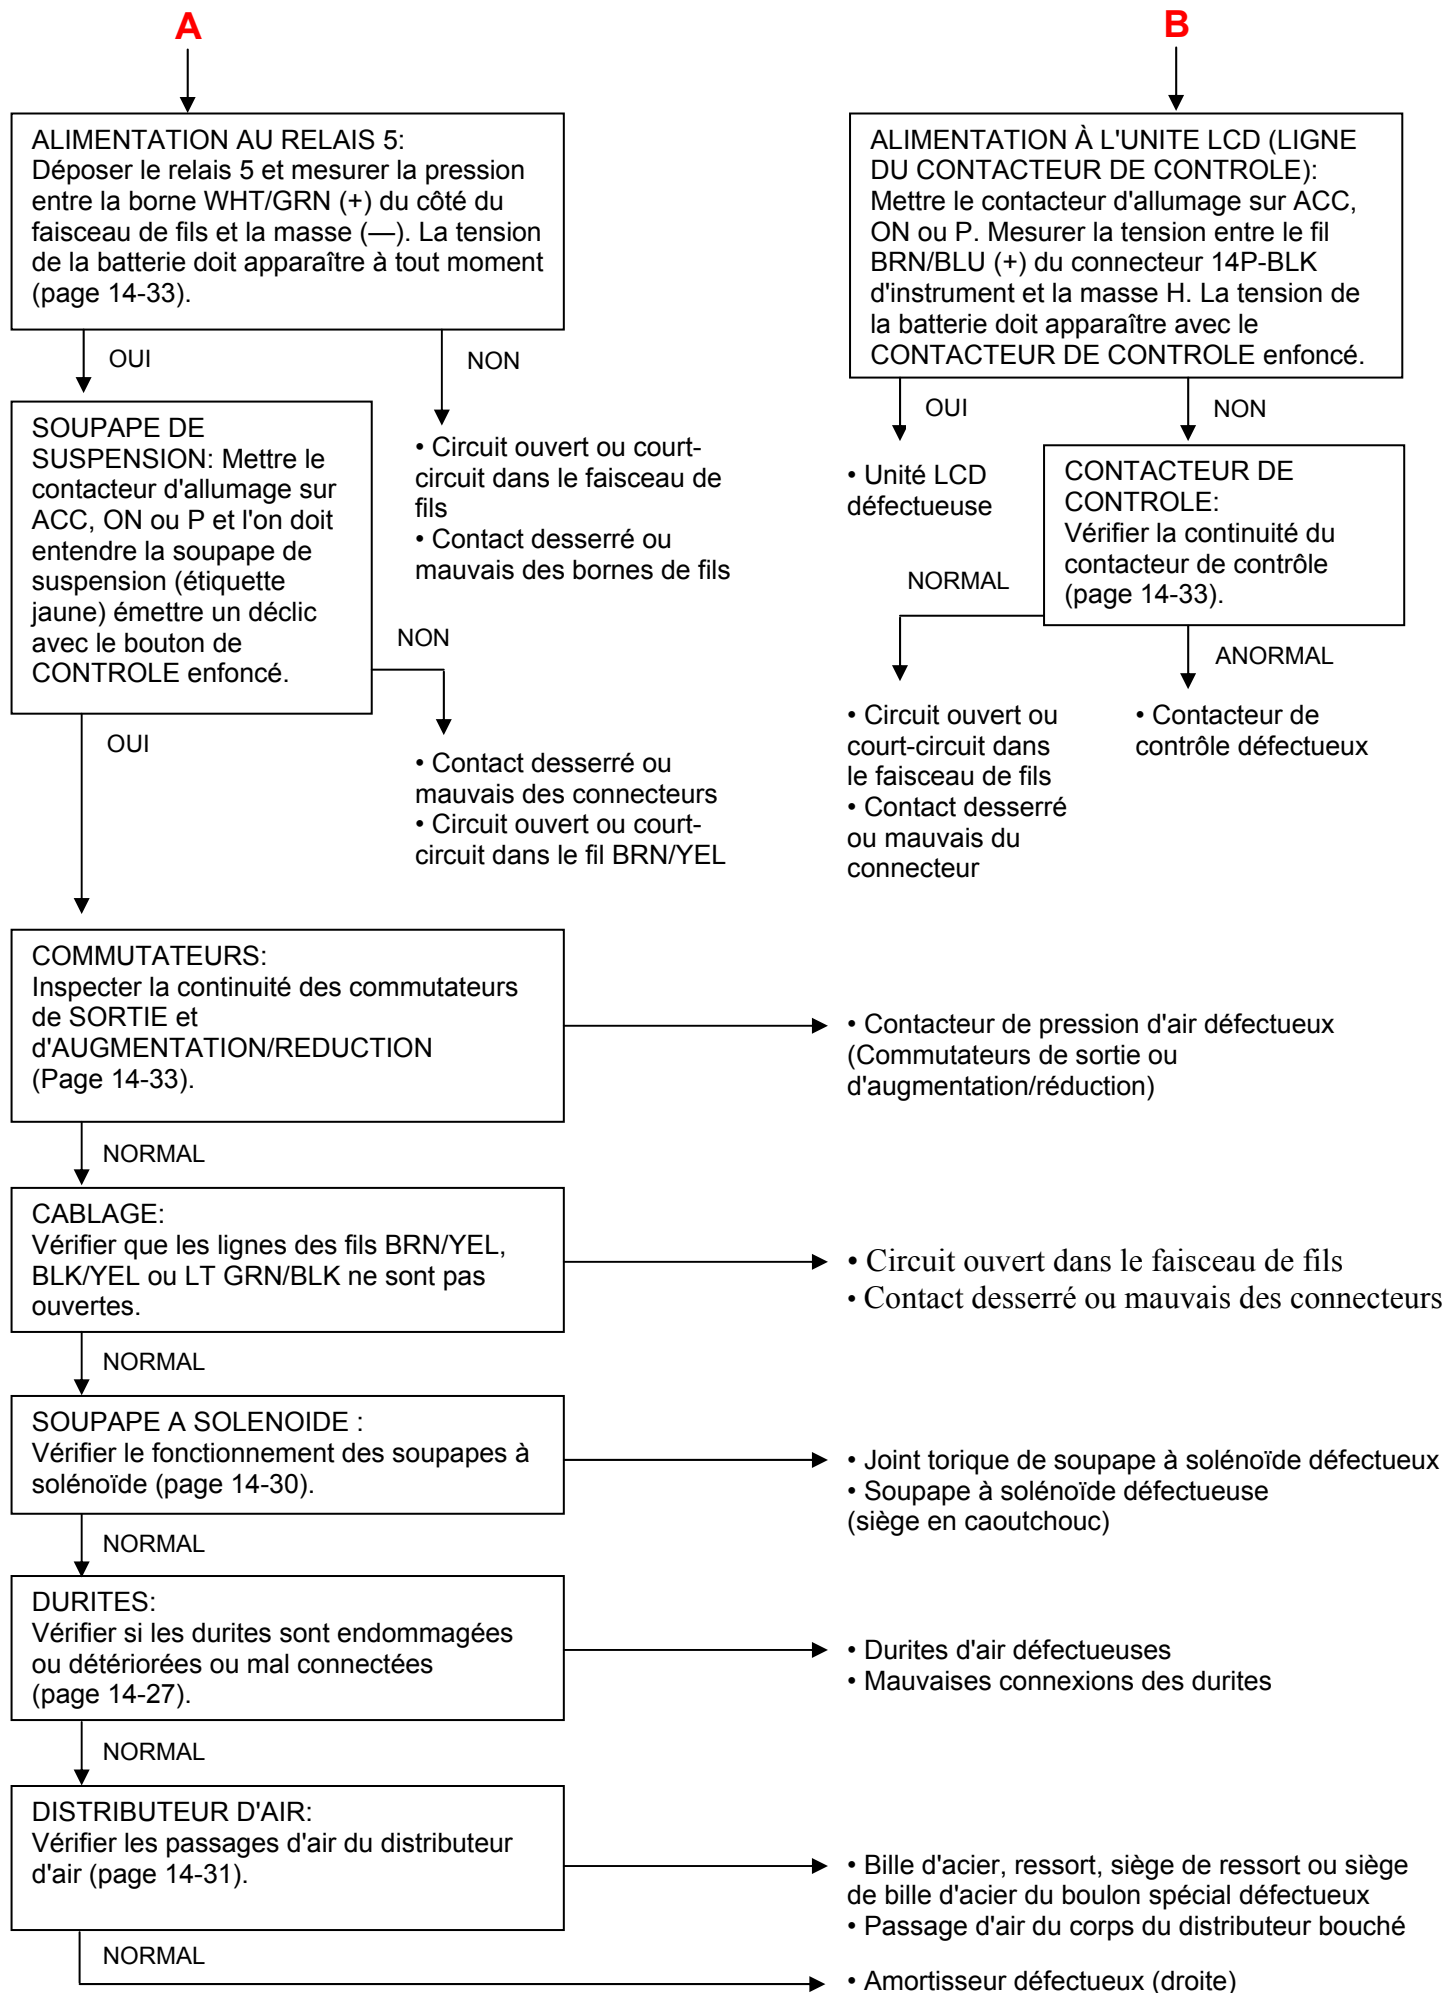 A
ALIMENTATION AU RELAIS 5:
Déposer le relais 5 et mesurer la pression
entre la borne WHT/GRN (+) du côté du
faisceau de fils et la masse (—). La tension
de la batterie doit apparaître à tout moment
(page 14-33).
OUI
NON
SOUPAPE DE
SUSPENSION: Mettre le
contacteur d'allumage sur
ACC, ON ou P et l'on doit
entendre la soupape de
suspension (étiquette
jaune) émettre un déclic
avec le bouton de
CONTROLE enfoncé.
• Circuit ouvert ou court-
circuit dans le faisceau de
fils
• Contact desserré ou
mauvais des bornes de fils
NON
OUI
• Contact desserré ou
mauvais des connecteurs
• Circuit ouvert ou court-
circuit dans le fil BRN/YEL
B
ALIMENTATION À L'UNITE LCD (LIGNE
DU CONTACTEUR DE CONTROLE):
Mettre le contacteur d'allumage sur ACC,
ON ou P. Mesurer la tension entre le fil
BRN/BLU (+) du connecteur 14P-BLK
d'instrument et la masse H. La tension de
la batterie doit apparaître avec le
CONTACTEUR DE CONTROLE enfoncé.
OUI
NON
• Unité LCD
défectueuse
CONTACTEUR DE
CONTROLE:
Vérifier la continuité du
contacteur de contrôle
(page 14-33).
NORMAL
ANORMAL
• Circuit ouvert ou
court-circuit dans
le faisceau de fils
• Contact desserré
ou mauvais du
connecteur
• Contacteur de
contrôle défectueux
COMMUTATEURS:
Inspecter la continuité des commutateurs
de SORTIE et
d'AUGMENTATION/REDUCTION
(Page 14-33).
• Contacteur de pression d'air défectueux
(Commutateurs de sortie ou
d'augmentation/réduction)
NORMAL
CABLAGE:
Vérifier que les lignes des fils BRN/YEL,
BLK/YEL ou LT GRN/BLK ne sont pas
ouvertes.
• Circuit ouvert dans le faisceau de fils
• Contact desserré ou mauvais des connecteurs
NORMAL
SOUPAPE A SOLENOIDE :
Vérifier le fonctionnement des soupapes à
solénoïde (page 14-30).
• Joint torique de soupape à solénoïde défectueux
• Soupape à solénoïde défectueuse
(siège en caoutchouc)
NORMAL
DURITES:
Vérifier si les durites sont endommagées
ou détériorées ou mal connectées
(page 14-27).
• Durites d'air défectueuses
• Mauvaises connexions des durites
NORMAL
DISTRIBUTEUR D'AIR:
Vérifier les passages d'air du distributeur
d'air (page 14-31).
• Bille d'acier, ressort, siège de ressort ou siège
de bille d'acier du boulon spécial défectueux
• Passage d'air du corps du distributeur bouché
NORMAL
• Amortisseur défectueux (droite)